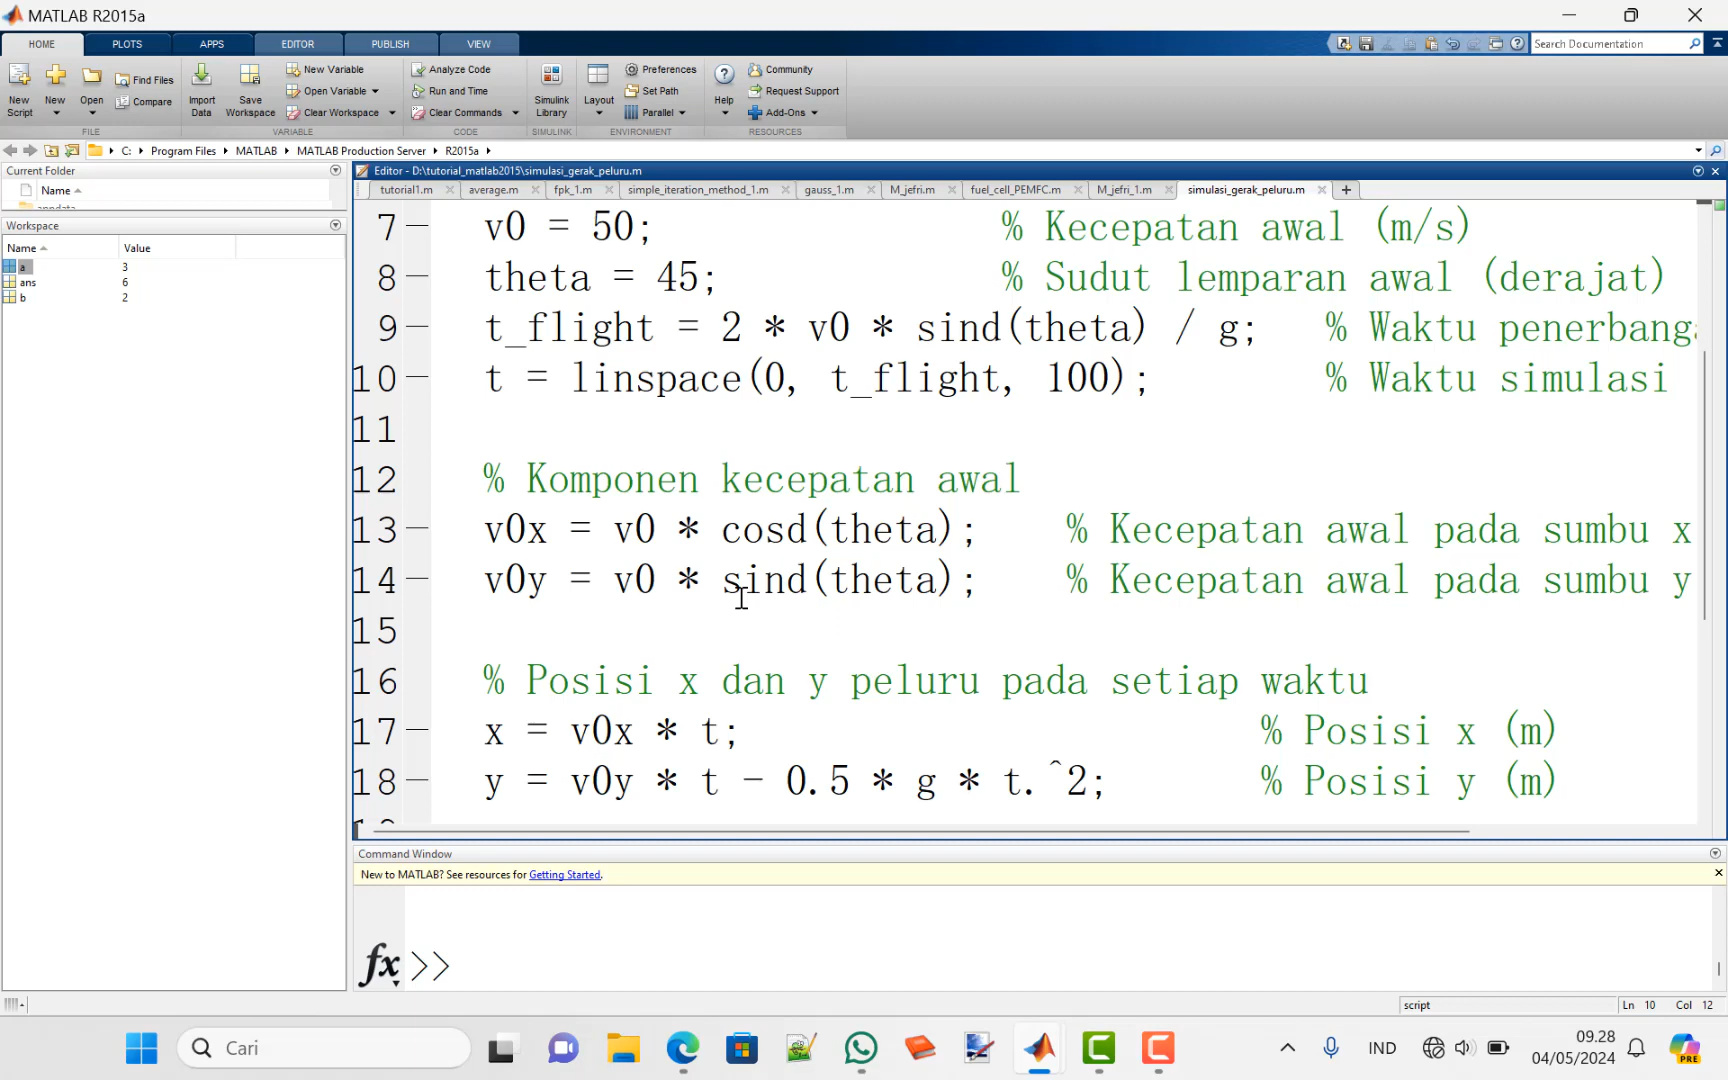 MATLAB R2015a
HOME PLOTS APPS EDITOR PUBLISH VIEW
Search Documentation
New Script
New
Open
Find Files
Compare
FILE
Import Data
Save Workspace
New Variable
Open Variable
Clear Workspace
VARIABLE
Analyze Code
Run and Time
Clear Commands
CODE
Simulink Library
SIMULINK
Layout
Preferences
Set Path
Parallel
ENVIRONMENT
Help
Community
Request Support
Add-Ons
RESOURCES
C: Program Files MATLAB MATLAB Production Server R2015a
Current Folder
Name
appdata
Workspace
Name Value
a 3
ans 6
b 2
Editor - D:\tutorial_matlab2015\simulasi_gerak_peluru.m
tutorial1.m average.m fpk_1.m simple_iteration_method_1.m gauss_1.m M_jefri.m fuel_cell_PEMFC.m M_jefri_1.m simulasi_gerak_peluru.m
7 v0 = 50; % Kecepatan awal (m/s)
8 theta = 45; % Sudut lemparan awal (derajat)
9 t_flight = 2 * v0 * sind(theta) / g; % Waktu penerbanga
10 t = linspace(0, t_flight, 100); % Waktu simulasi
11
12 % Komponen kecepatan awal
13 v0x = v0 * cosd(theta); % Kecepatan awal pada sumbu x
14 v0y = v0 * sind(theta); % Kecepatan awal pada sumbu y
15
16 % Posisi x dan y peluru pada setiap waktu
17 x = v0x * t; % Posisi x (m)
18 y = v0y * t - 0.5 * g * t.^2; % Posisi y (m)
Command Window
New to MATLAB? See resources for Getting Started.
fx >>
script Ln 10 Col 12
Cari
IND
09.28
04/05/2024
PRE